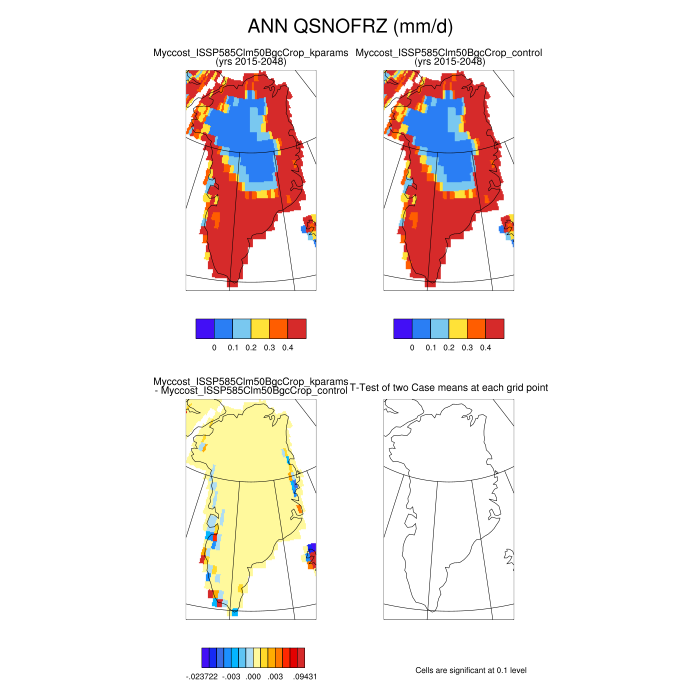 ANN QSNOFRZ (mm/d)
Myccost_ISSP585Clm50BgcCrop_kparams
(yrs 2015-2048)
Myccost_ISSP585Clm50BgcCrop_control
(yrs 2015-2048)
0 0.1 0.2 0.3 0.4
0 0.1 0.2 0.3 0.4
Myccost_ISSP585Clm50BgcCrop_kparams
- Myccost_ISSP585Clm50BgcCrop_control
T-Test of two Case means at each grid point
-.023722 -.003 .000 .003 .09431
Cells are significant at 0.1 level